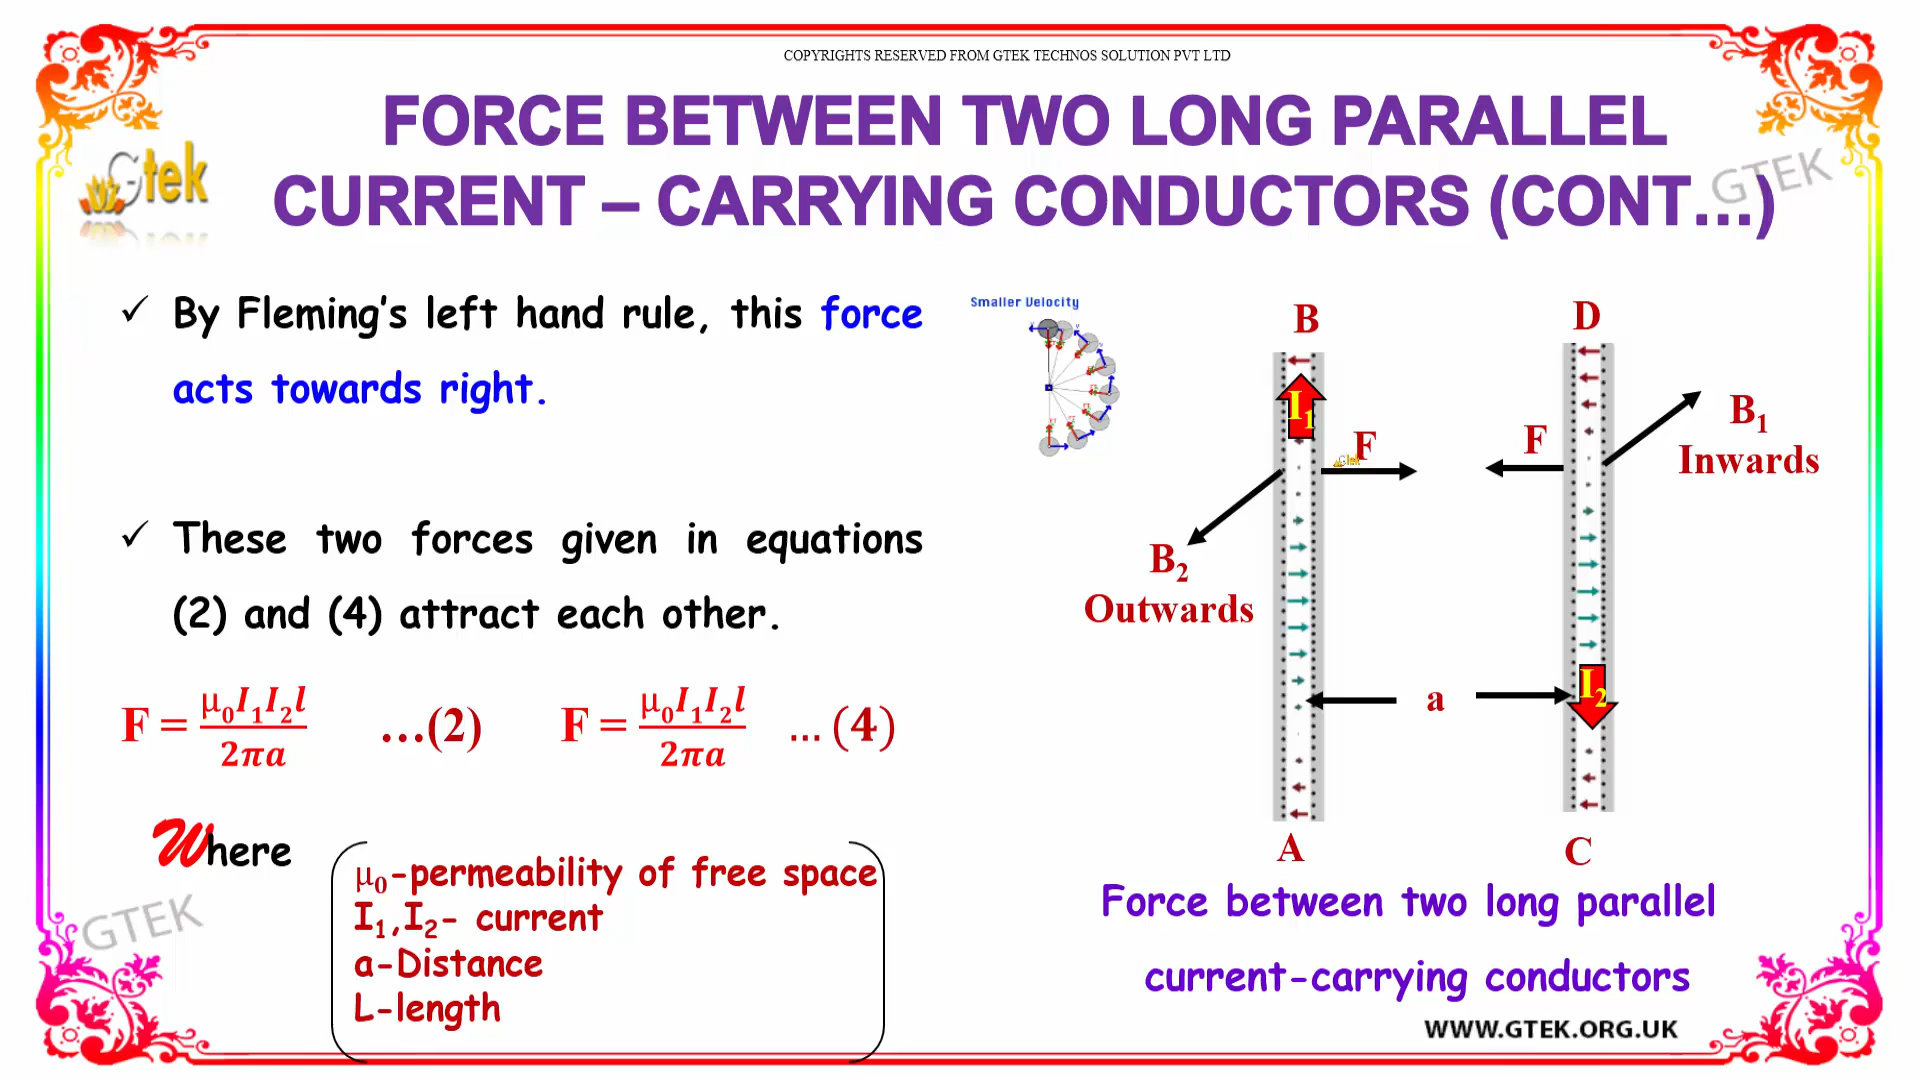 COPYRIGHTS RESERVED FROM GTEK TECHNOS SOLUTION PVT LTD
FORCE BETWEEN TWO LONG PARALLEL
CURRENT – CARRYING CONDUCTORS (CONT...)
Gtek
GTEK
✓ By Fleming's left hand rule, this force
acts towards right.
✓ These two forces given in equations
(2) and (4) attract each other.
F = μ₀I₁I₂l / 2πa ...(2) F = μ₀I₁I₂l / 2πa ... (4)
Where
μ₀-permeability of free space
I₁,I₂- current
a-Distance
L-length
GTEK
Smaller Velocity
B
D
I₁
F
Gtek
F
B₁
Inwards
B₂
Outwards
a
I₂
A
C
Force between two long parallel
current-carrying conductors
WWW.GTEK.ORG.UK